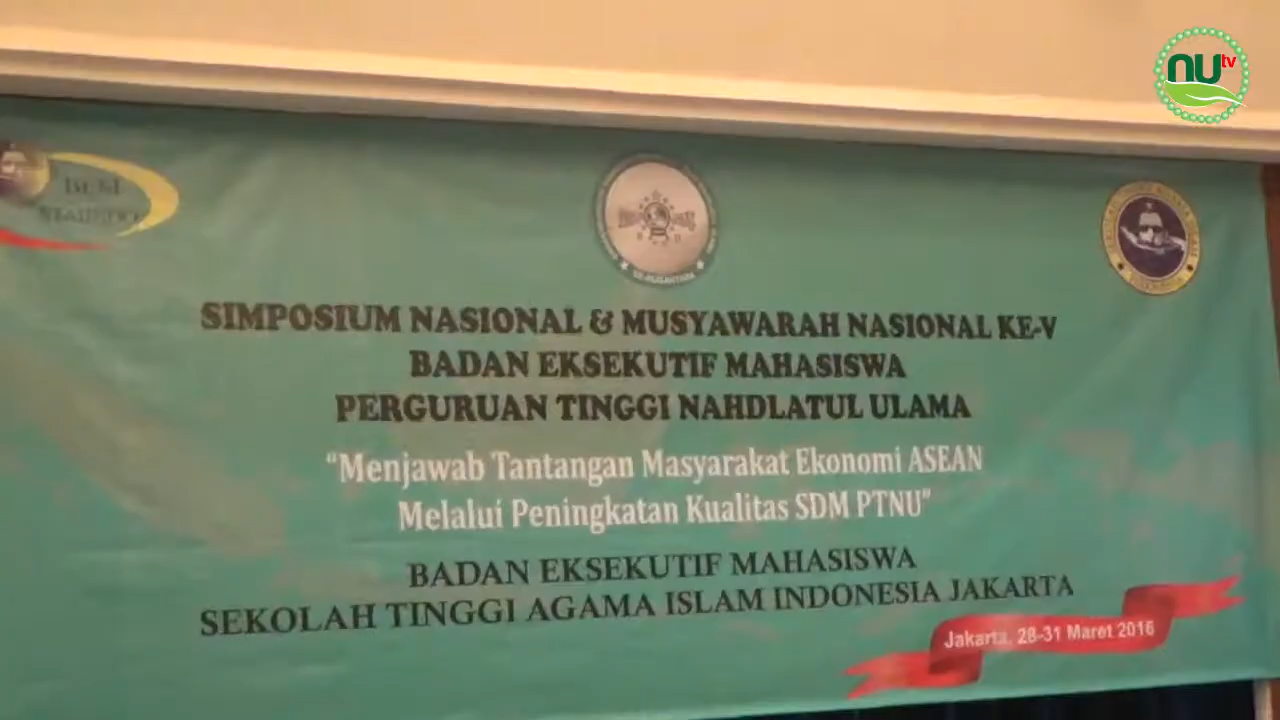 nu tv
SIMPOSIUM NASIONAL & MUSYAWARAH NASIONAL KE-V
BADAN EKSEKUTIF MAHASISWA
PERGURUAN TINGGI NAHDLATUL ULAMA
“Menjawab Tantangan Masyarakat Ekonomi ASEAN
Melalui Peningkatan Kualitas SDM PTNU”
BADAN EKSEKUTIF MAHASISWA
SEKOLAH TINGGI AGAMA ISLAM INDONESIA JAKARTA
Jakarta, 28-31 Maret 2016